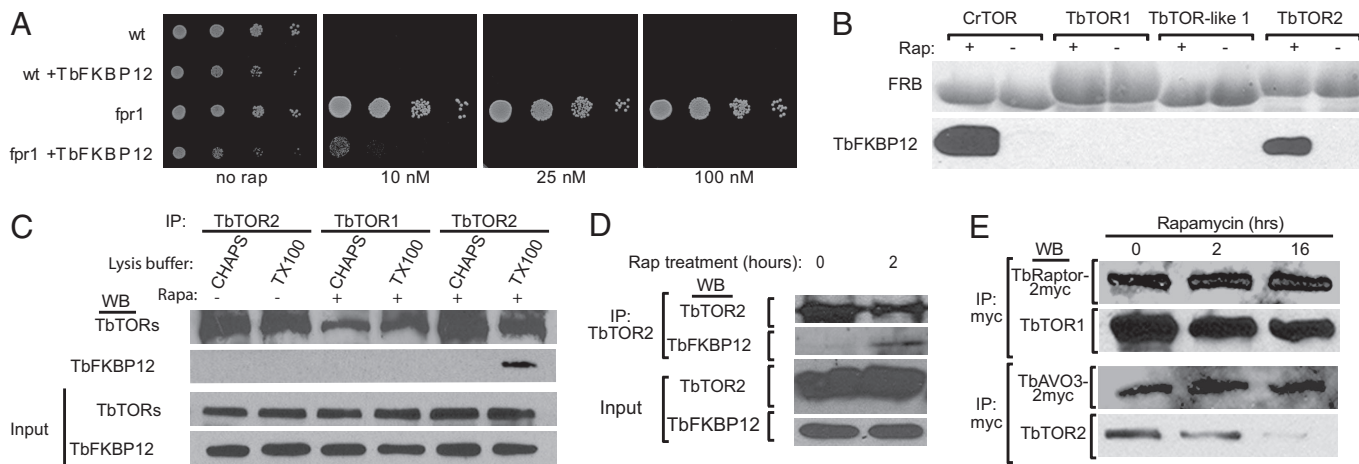 A
wt
wt +TbFKBP12
fpr1
fpr1 +TbFKBP12
no rap
10 nM
25 nM
100 nM
B
CrTOR TbTOR1 TbTOR-like 1 TbTOR2
Rap: + - + - + - + -
FRB
TbFKBP12
C
IP: TbTOR2 TbTOR1 TbTOR2
Lysis buffer: CHAPS TX100 CHAPS TX100 CHAPS TX100
WB
Rapa: - - + + + +
TbTORs
TbFKBP12
Input
TbTORs
TbFKBP12
D
Rap treatment (hours): 0 2
WB
IP: TbTOR2
TbTOR2
TbFKBP12
Input
TbTOR2
TbFKBP12
E
Rapamycin (hrs)
0 2 16
WB
IP: myc
TbRaptor-2myc
TbTOR1
IP: myc
TbAVO3-2myc
TbTOR2